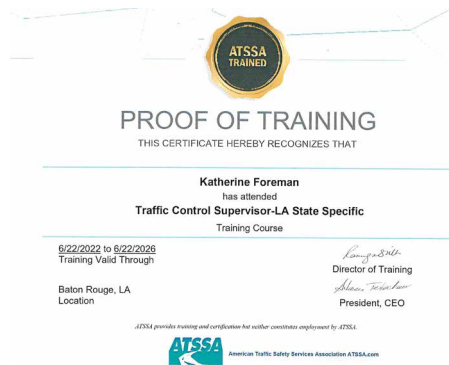 ATSSA
TRAINED
PROOF OF TRAINING
THIS CERTIFICATE HEREBY RECOGNIZES THAT
Katherine Foreman
has attended
Traffic Control Supervisor-LA State Specific
Training Course
6/22/2022 to 6/22/2026
Training Valid Through
Director of Training
Baton Rouge, LA
Location
President, CEO
ATSSA provides training and certification but neither constitutes employment by ATSSA.
ATSSA
American Traffic Safety Services Association ATSSA.com